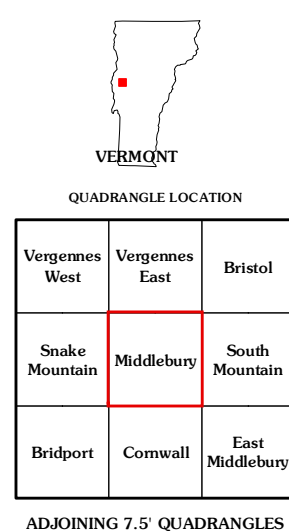 VERMONT
QUADRANGLE LOCATION
Vergennes
West
Vergennes
East
Bristol
Snake
Mountain
Middlebury
South
Mountain
Bridport
Cornwall
East
Middlebury
ADJOINING 7.5' QUADRANGLES